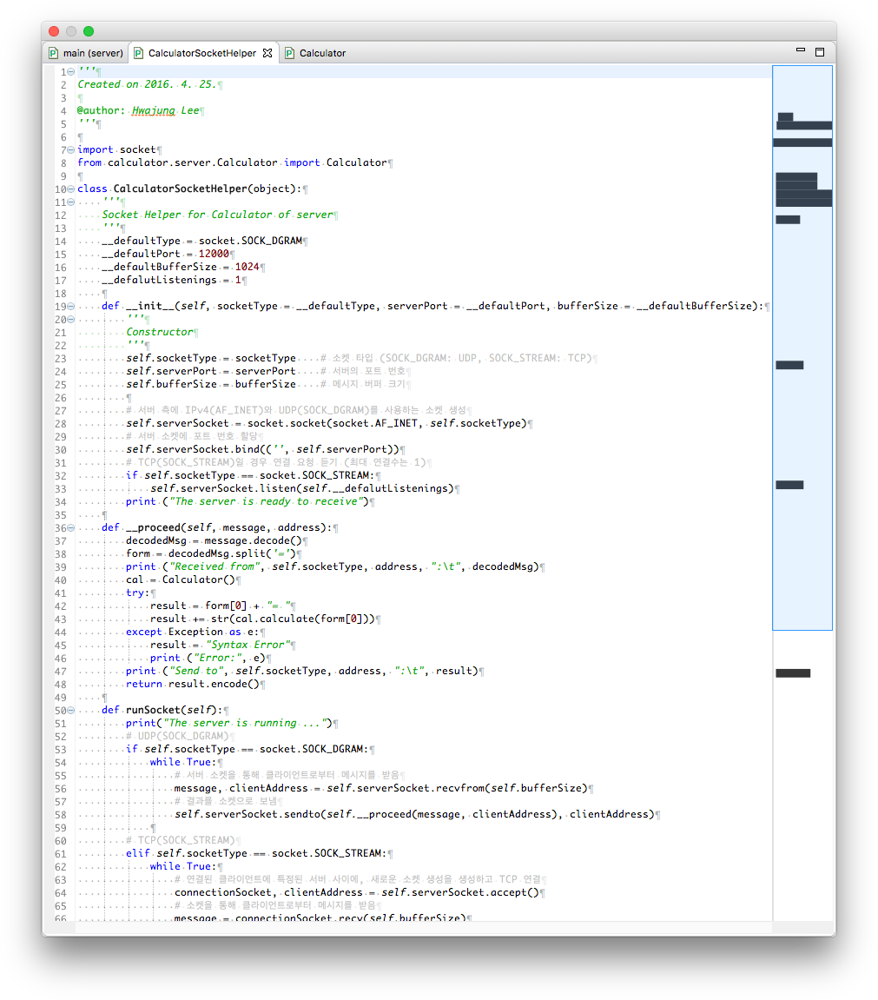 main (server) CalculatorSocketHelper Calculator
1 '''
2 Created on 2016. 4. 25.
3
4 @author: Hwajung Lee
5 '''
6
7 import socket
8 from calculator.server.Calculator import Calculator
9
10 class CalculatorSocketHelper(object):
11     '''
12     Socket Helper for Calculator of server
13     '''
14     __defaultType = socket.SOCK_DGRAM
15     __defaultPort = 12000
16     __defaultBufferSize = 1024
17     __defalutListenings = 1
18
19     def __init__(self, socketType = __defaultType, serverPort = __defaultPort, bufferSize = __defaultBufferSize):
20         '''
21         Constructor
22         '''
23         self.socketType = socketType    # 소켓 타입 (SOCK_DGRAM: UDP, SOCK_STREAM: TCP)
24         self.serverPort = serverPort    # 서버의 포트 번호
25         self.bufferSize = bufferSize    # 메시지 버퍼 크기
26
27         # 서버 측에 IPv4(AF_INET)와 UDP(SOCK_DGRAM)를 사용하는 소켓 생성
28         self.serverSocket = socket.socket(socket.AF_INET, self.socketType)
29         # 서버 소켓에 포트 번호 할당
30         self.serverSocket.bind(('', self.serverPort))
31         # TCP(SOCK_STREAM)일 경우 연결 요청 듣기 (최대 연결수는 1)
32         if self.socketType == socket.SOCK_STREAM:
33             self.serverSocket.listen(self.__defalutListenings)
34         print ("The server is ready to receive")
35
36     def __proceed(self, message, address):
37         decodedMsg = message.decode()
38         form = decodedMsg.split('=')
39         print ("Received from", self.socketType, address, ":\t", decodedMsg)
40         cal = Calculator()
41         try:
42             result = form[0] + "= "
43             result += str(cal.calculate(form[0]))
44         except Exception as e:
45             result = "Syntax Error"
46             print ("Error:", e)
47         print ("Send to", self.socketType, address, ":\t", result)
48         return result.encode()
49
50     def runSocket(self):
51         print("The server is running ...")
52         # UDP(SOCK_DGRAM)
53         if self.socketType == socket.SOCK_DGRAM:
54             while True:
55                 # 서버 소켓을 통해 클라이언트로부터 메시지를 받음
56                 message, clientAddress = self.serverSocket.recvfrom(self.bufferSize)
57                 # 결과를 소켓으로 보냄
58                 self.serverSocket.sendto(self.__proceed(message, clientAddress), clientAddress)
59
60         # TCP(SOCK_STREAM)
61         elif self.socketType == socket.SOCK_STREAM:
62             while True:
63                 # 연결된 클라이언트에 특정된 서버 사이에, 새로운 소켓 생성을 생성하고 TCP 연결
64                 connectionSocket, clientAddress = self.serverSocket.accept()
65                 # 소켓을 통해 클라이언트로부터 메시지를 받음
66                 message = connectionSocket.recv(self.bufferSize)